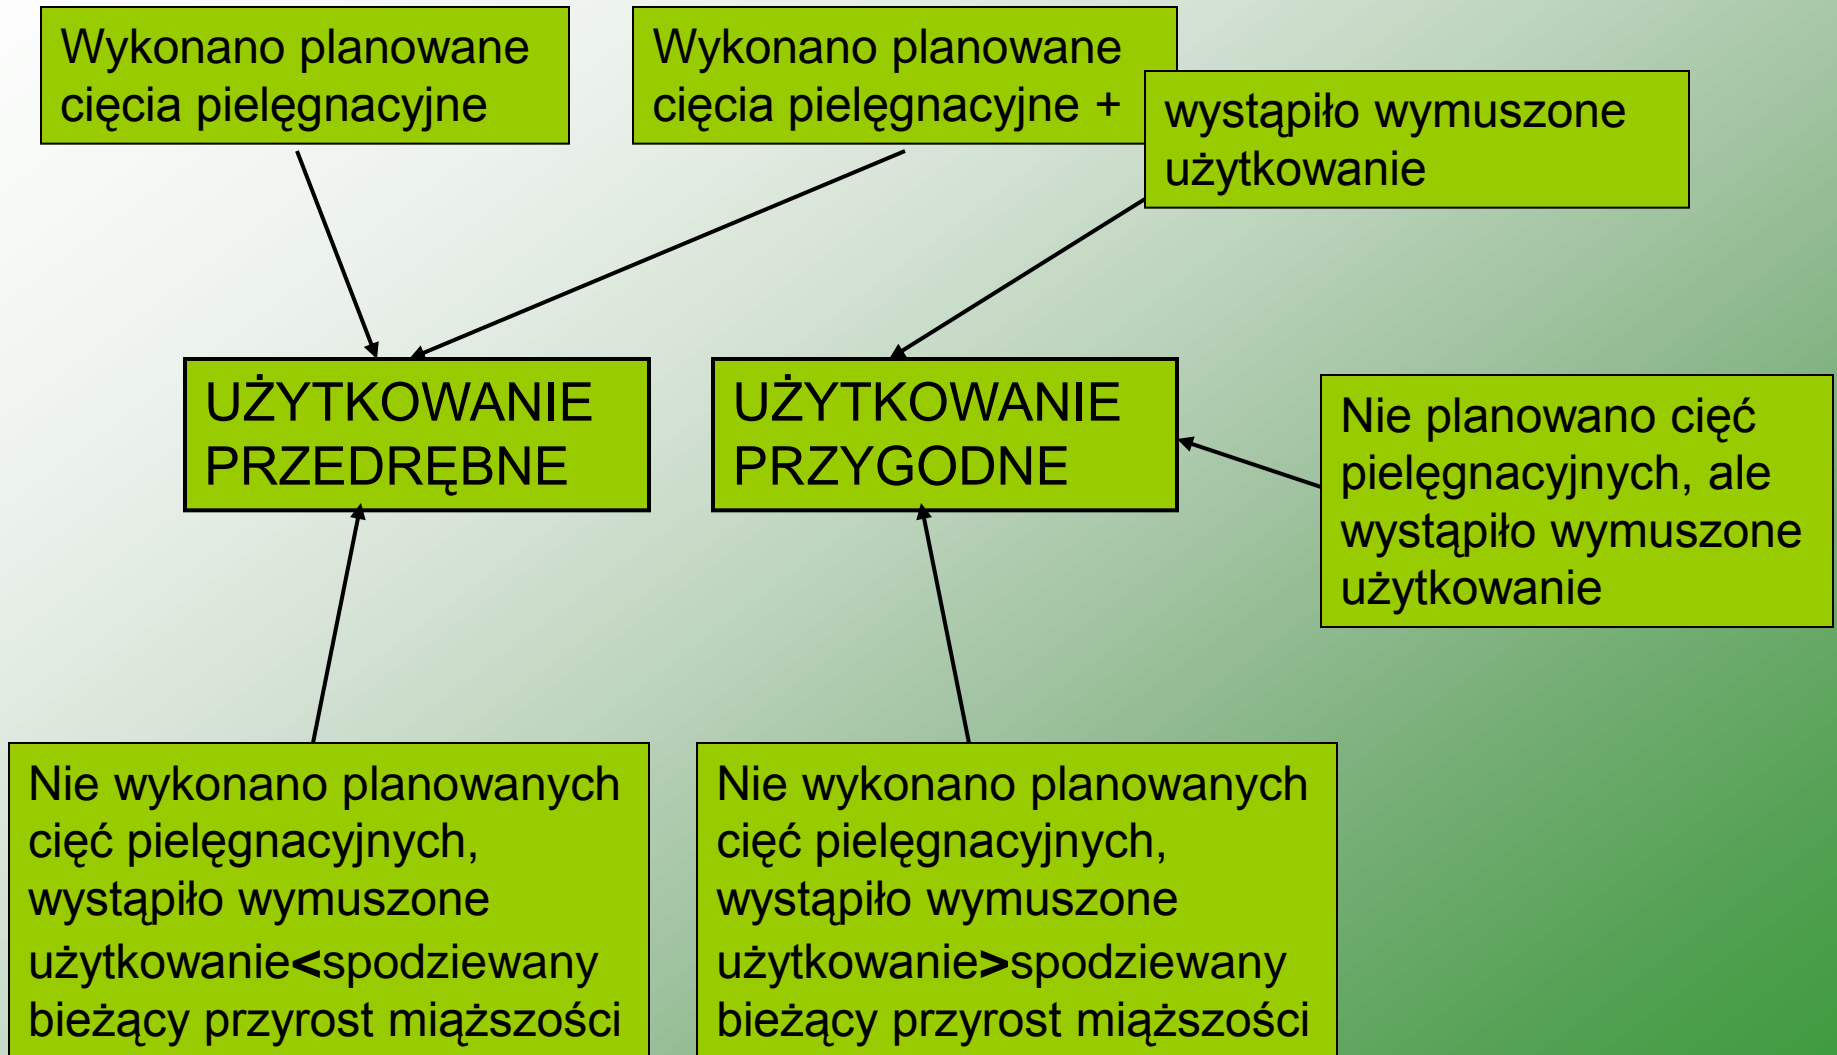 Wykonano planowane
cięcia pielęgnacyjne
Wykonano planowane
cięcia pielęgnacyjne +
wystąpiło wymuszone
użytkowanie
UŻYTKOWANIE
PRZEDRĘBNE
UŻYTKOWANIE
PRZYGODNE
Nie planowano cięć
pielęgnacyjnych, ale
wystąpiło wymuszone
użytkowanie
Nie wykonano planowanych
cięć pielęgnacyjnych,
wystąpiło wymuszone
użytkowanie<spodziewany
bieżący przyrost miąższości
Nie wykonano planowanych
cięć pielęgnacyjnych,
wystąpiło wymuszone
użytkowanie>spodziewany
bieżący przyrost miąższości